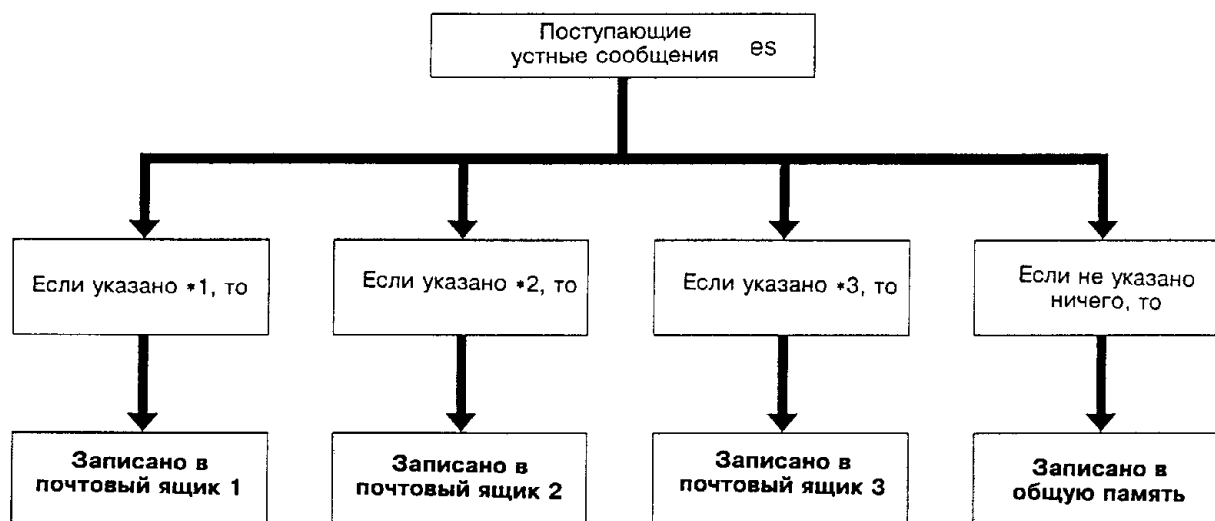 Поступающие
устные сообщения es
Если указано *1, то
Если указано *2, то
Если указано *3, то
Если не указано
ничего, то
Записано в
почтовый ящик 1
Записано в
почтовый ящик 2
Записано в
почтовый ящик 3
Записано в
общую память